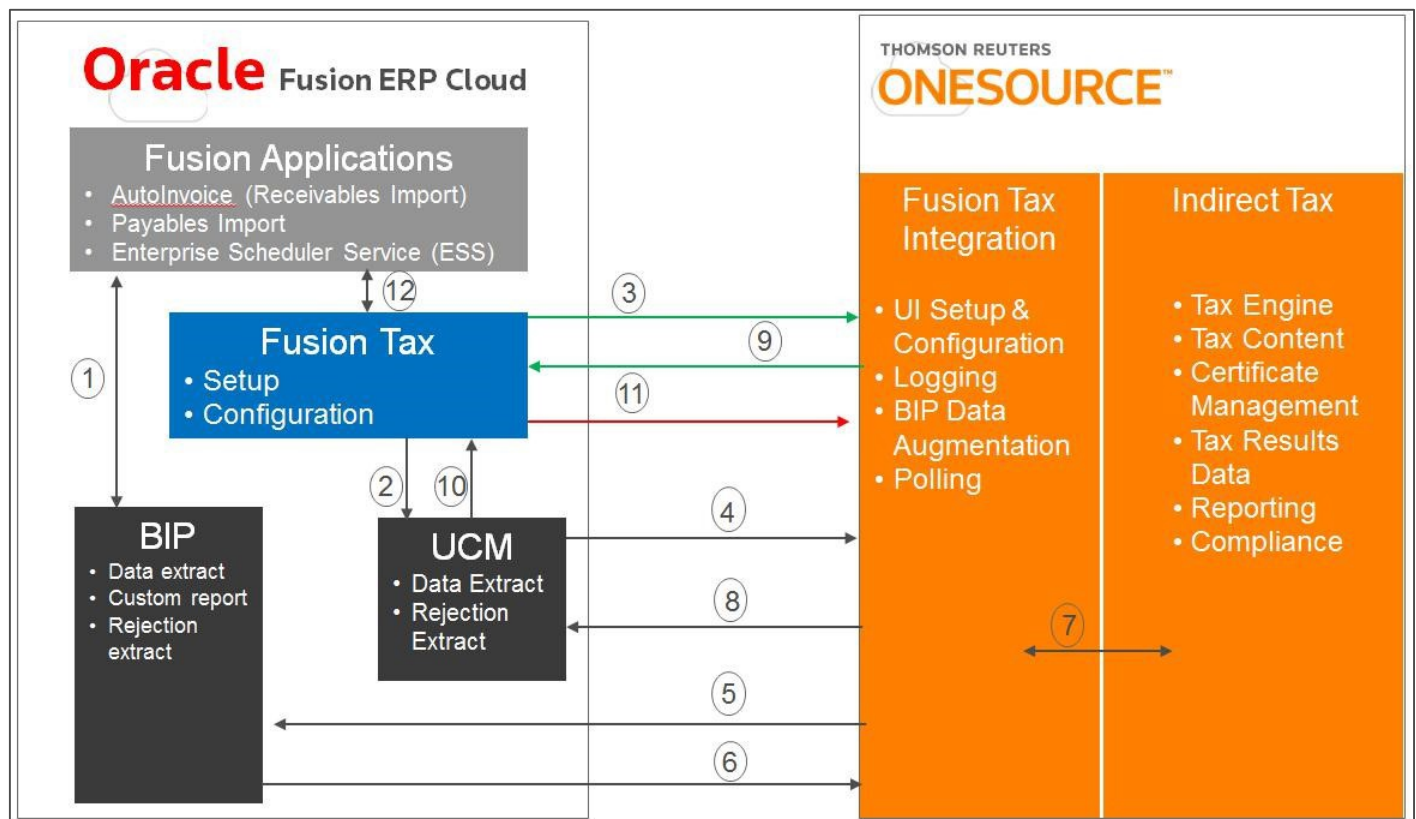 Oracle Fusion ERP Cloud
Fusion Applications
• AutoInvoice (Receivables Import)
• Payables Import
• Enterprise Scheduler Service (ESS)
12
Fusion Tax
• Setup
• Configuration
1
2
10
BIP
• Data extract
• Custom report
• Rejection
extract
UCM
• Data Extract
• Rejection
Extract
3
9
11
4
8
5
6
THOMSON REUTERS
ONESOURCE™
Fusion Tax
Integration
• UI Setup &
Configuration
• Logging
• BIP Data
Augmentation
• Polling
Indirect Tax
• Tax Engine
• Tax Content
• Certificate
Management
• Tax Results
Data
• Reporting
• Compliance
7